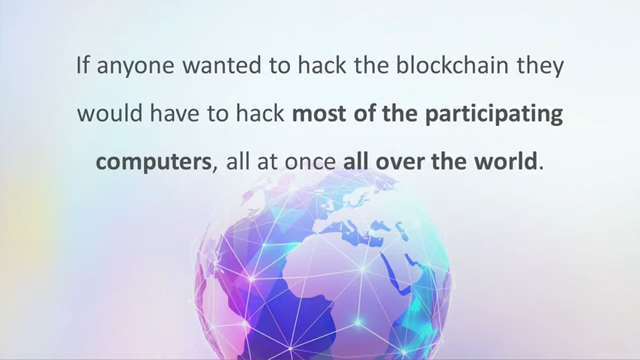 If anyone wanted to hack the blockchain they
would have to hack most of the participating
computers, all at once all over the world.